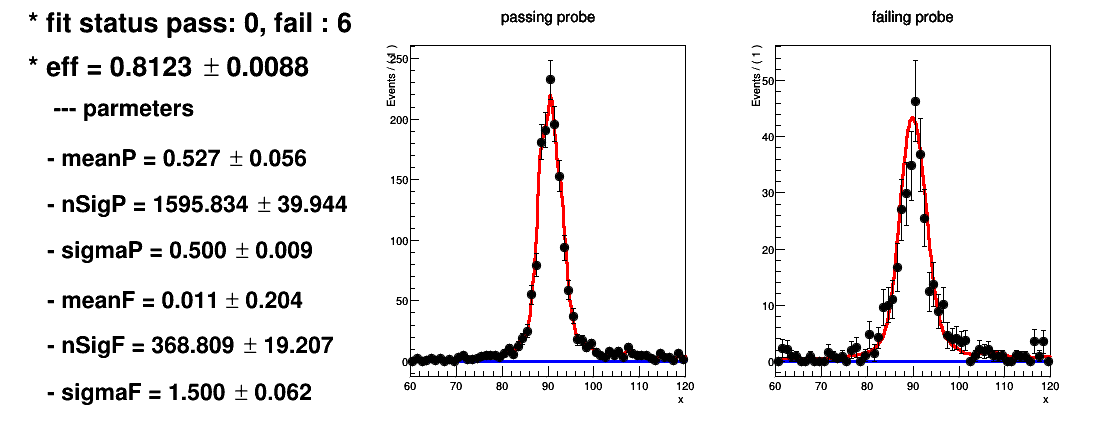 * fit status pass: 0, fail : 6
* eff = 0.8123 ± 0.0088
--- parmeters
- meanP = 0.527 ± 0.056
- nSigP = 1595.834 ± 39.944
- sigmaP = 0.500 ± 0.009
- meanF = 0.011 ± 0.204
- nSigF = 368.809 ± 19.207
- sigmaF = 1.500 ± 0.062
passing probe
Events / ( 1 )
250
200
150
100
50
0
60 70 80 90 100 110 120
x
failing probe
Events / ( 1 )
50
40
30
20
10
0
60 70 80 90 100 110 120
x